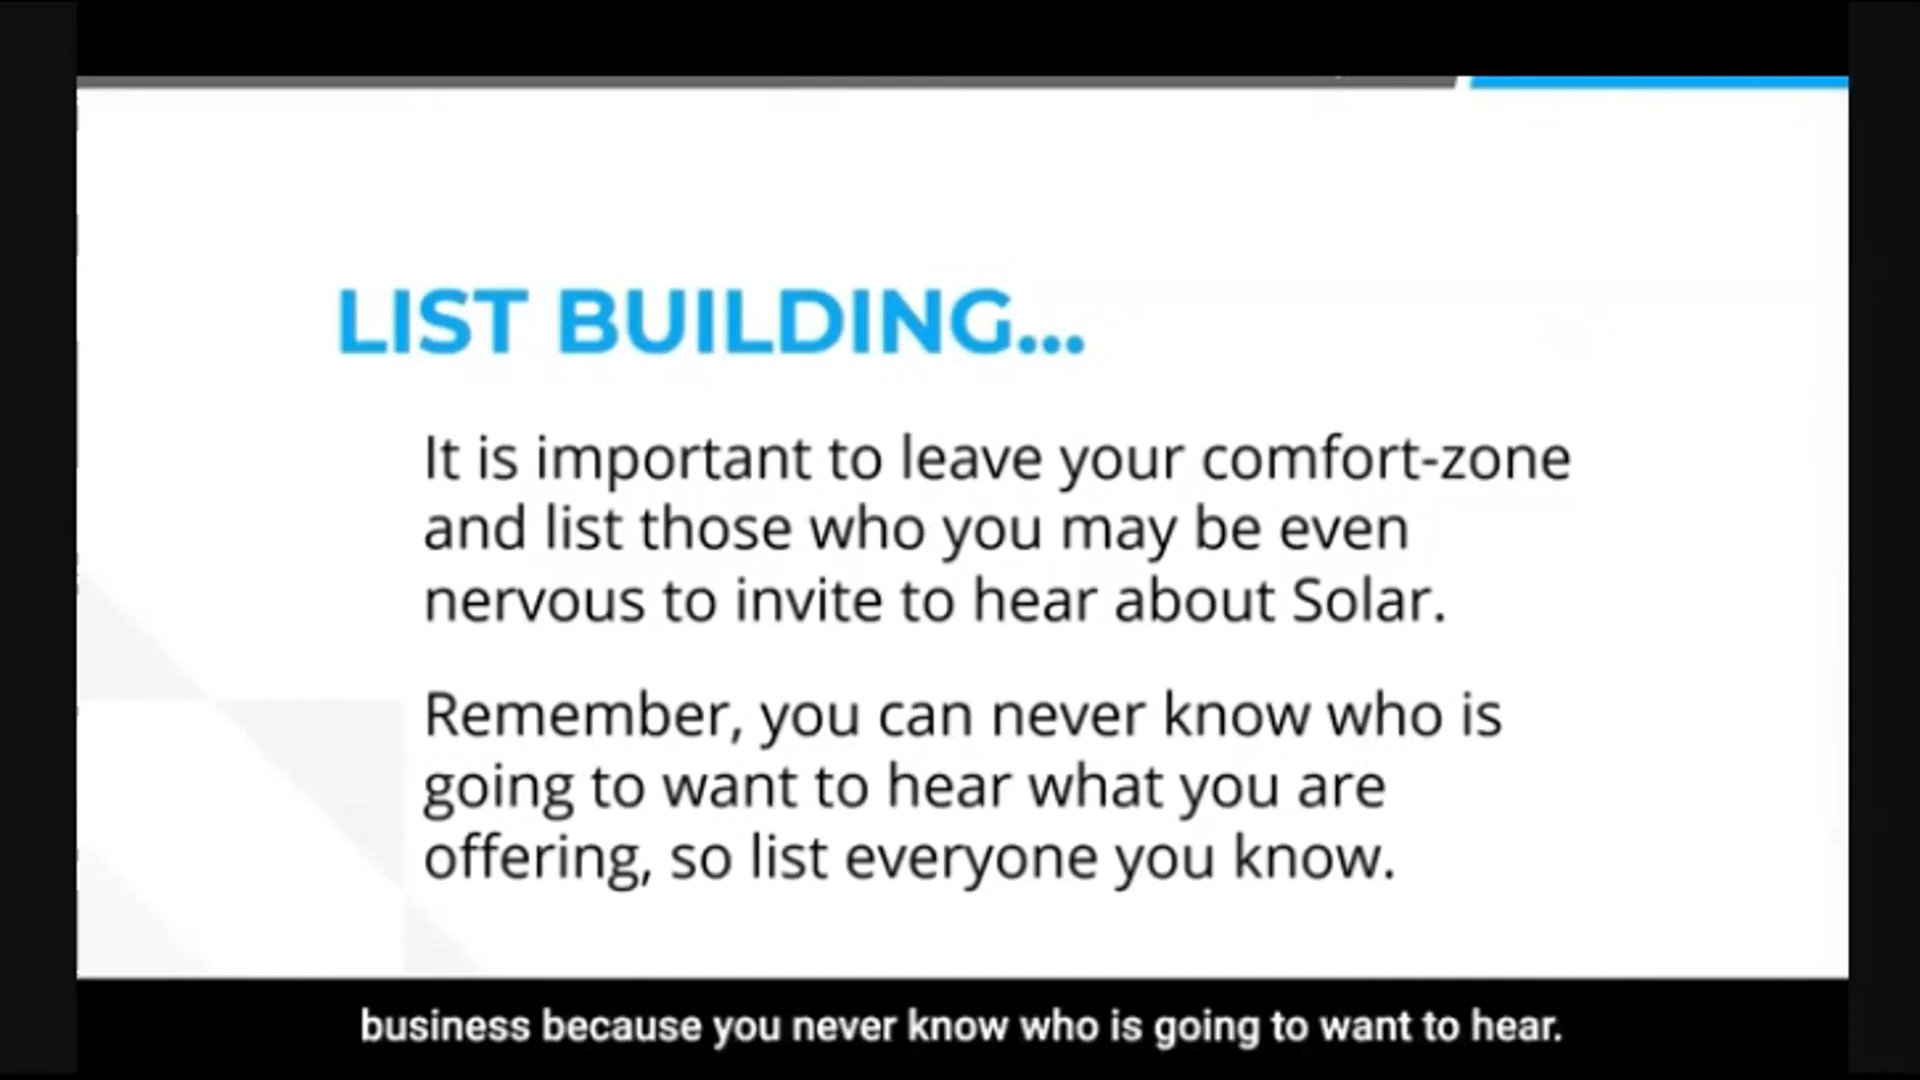 LIST BUILDING...
It is important to leave your comfort-zone
and list those who you may be even
nervous to invite to hear about Solar.
Remember, you can never know who is
going to want to hear what you are
offering, so list everyone you know.
business because you never know who is going to want to hear.